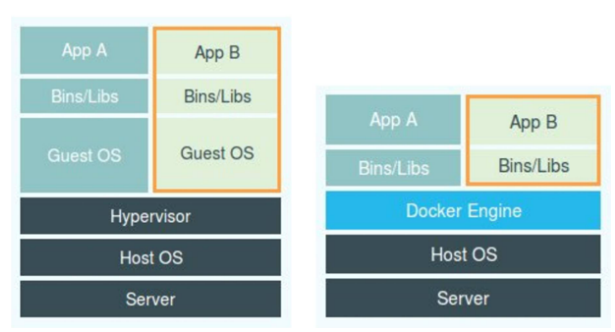 App A
App B
Bins/Libs
Bins/Libs
Guest OS
Guest OS
Hypervisor
Host OS
Server
App A
App B
Bins/Libs
Bins/Libs
Docker Engine
Host OS
Server